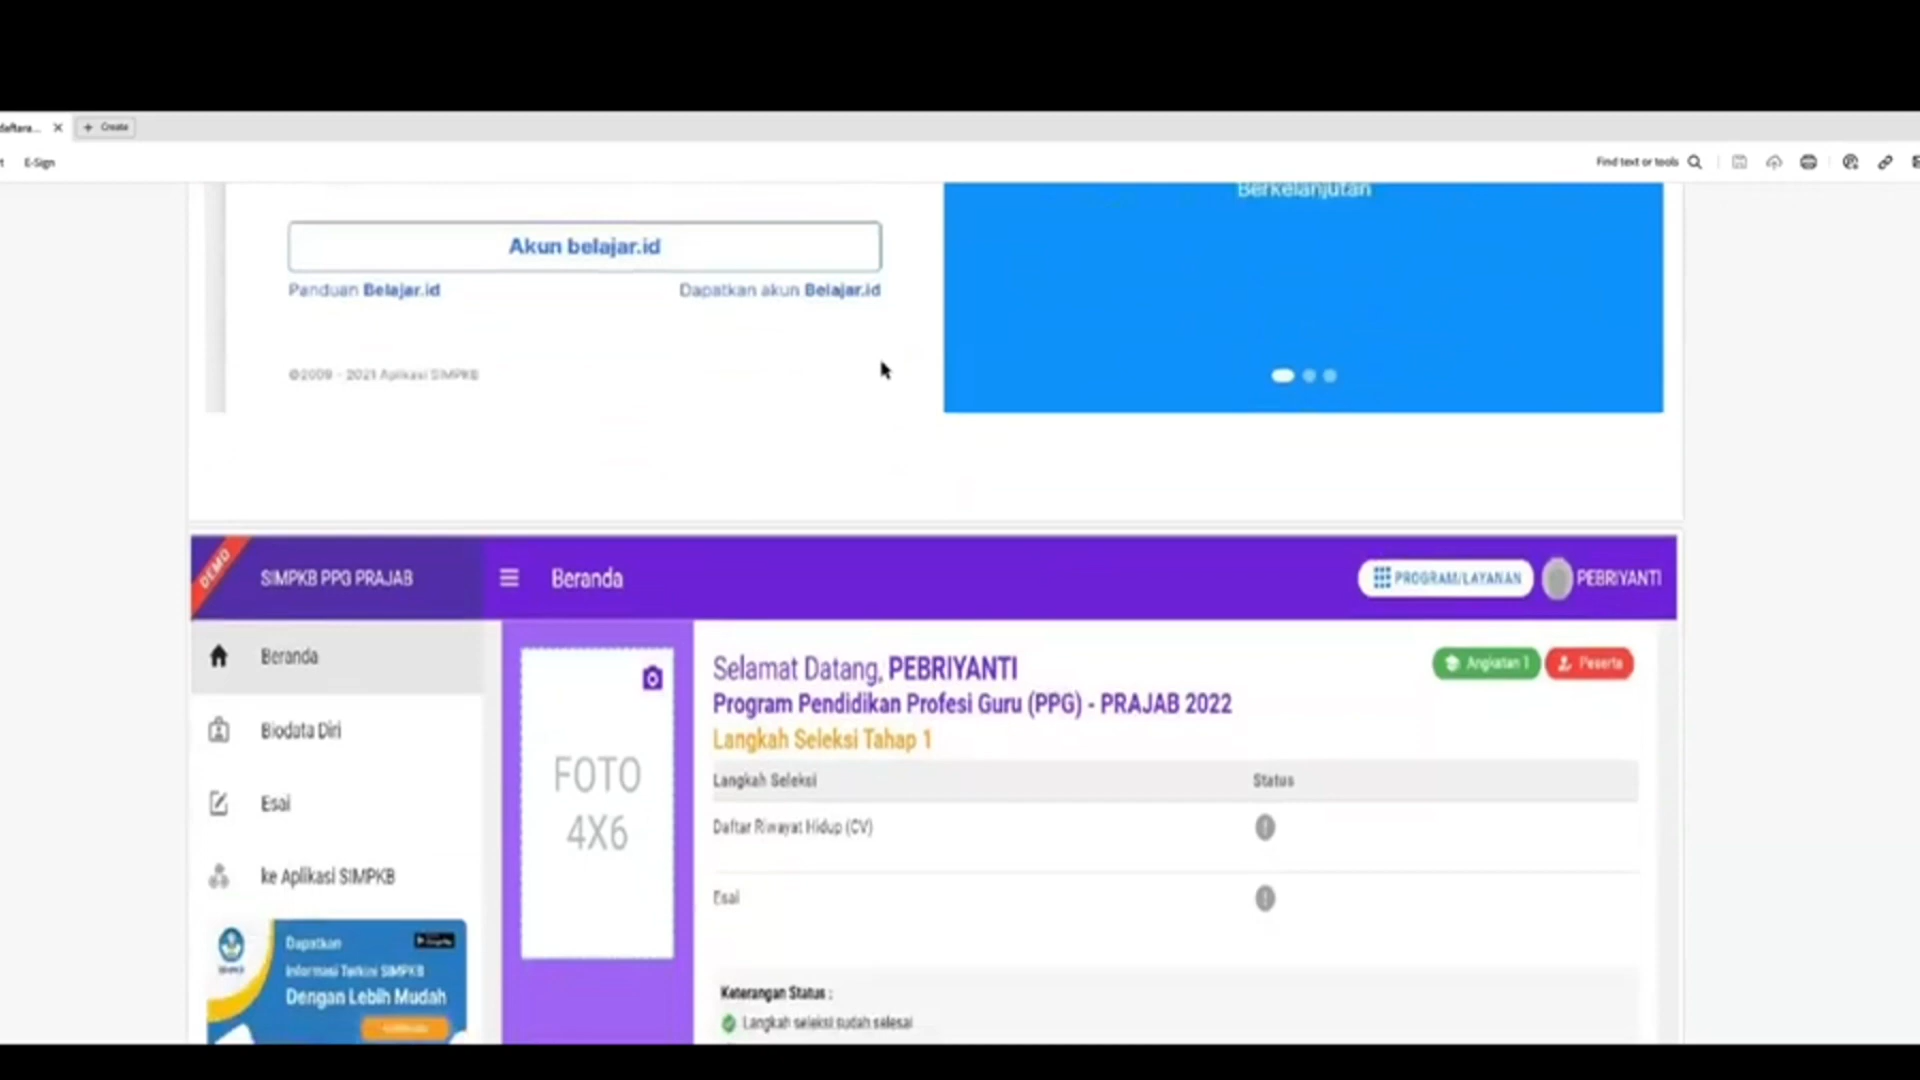 daftara...
Create
E-Sign
Find text or tools
Berkelanjutan
Akun belajar.id
Panduan Belajar.id
Dapatkan akun Belajar.id
©2009 - 2021 Aplikasi SIMPKB
DEMO
SIMPKB PPG PRAJAB
Beranda
PROGRAM/LAYANAN
PEBRIYANTI
Beranda
Biodata Diri
Esai
ke Aplikasi SIMPKB
Dapatkan
Informasi Terkini SIMPKB
Dengan Lebih Mudah
FOTO
4X6
Selamat Datang, PEBRIYANTI
Angkatan 1
Peserta
Program Pendidikan Profesi Guru (PPG) - PRAJAB 2022
Langkah Seleksi Tahap 1
Langkah Seleksi
Status
Daftar Riwayat Hidup (CV)
Esai
Keterangan Status :
Langkah seleksi sudah selesai